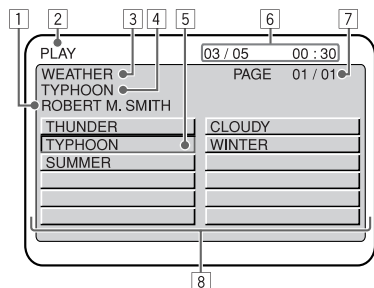 1 2 3 4 5 6 7
PLAY 03 / 05 00 : 30
WEATHER PAGE 01 / 01
TYPHOON
ROBERT M. SMITH
THUNDER CLOUDY
TYPHOON WINTER
SUMMER
8